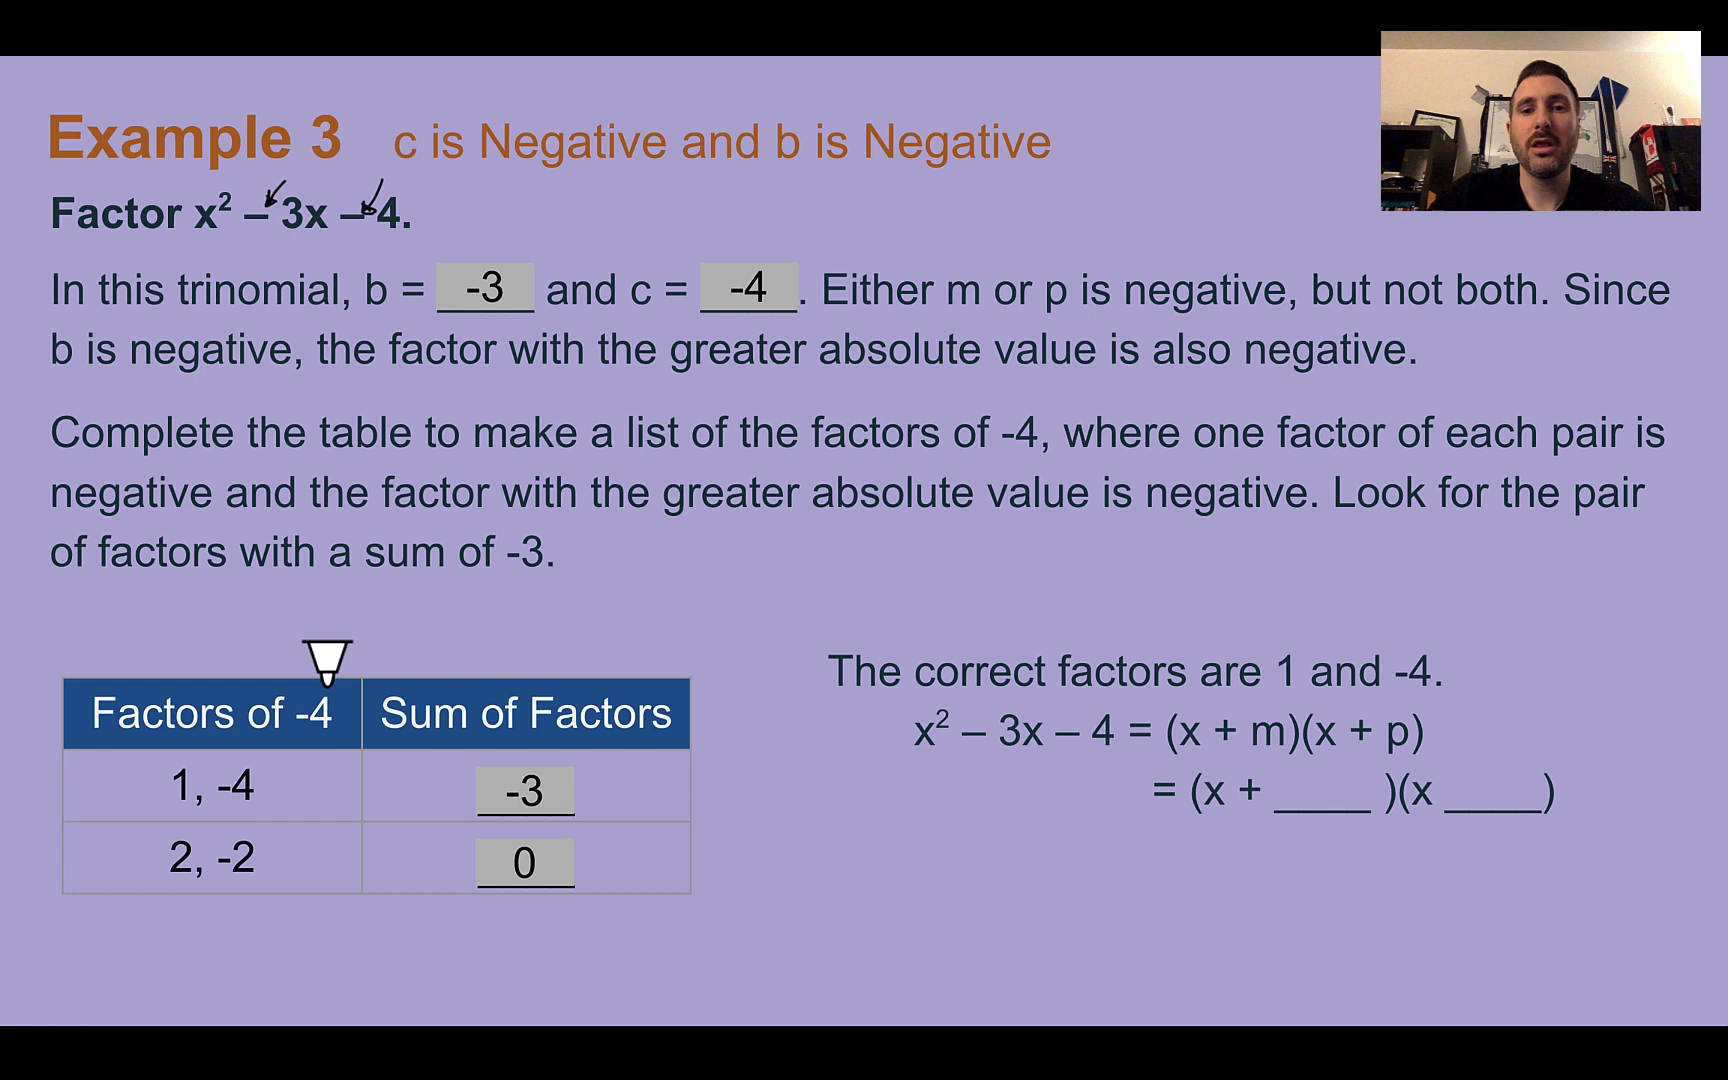 Example 3 c is Negative and b is Negative
Factor x² – 3x – 4.
In this trinomial, b = -3 and c = -4. Either m or p is negative, but not both. Since
b is negative, the factor with the greater absolute value is also negative.
Complete the table to make a list of the factors of -4, where one factor of each pair is
negative and the factor with the greater absolute value is negative. Look for the pair
of factors with a sum of -3.
Factors of -4 Sum of Factors
1, -4 -3
2, -2 0
The correct factors are 1 and -4.
x² – 3x – 4 = (x + m)(x + p)
= (x + ____ )(x ____)